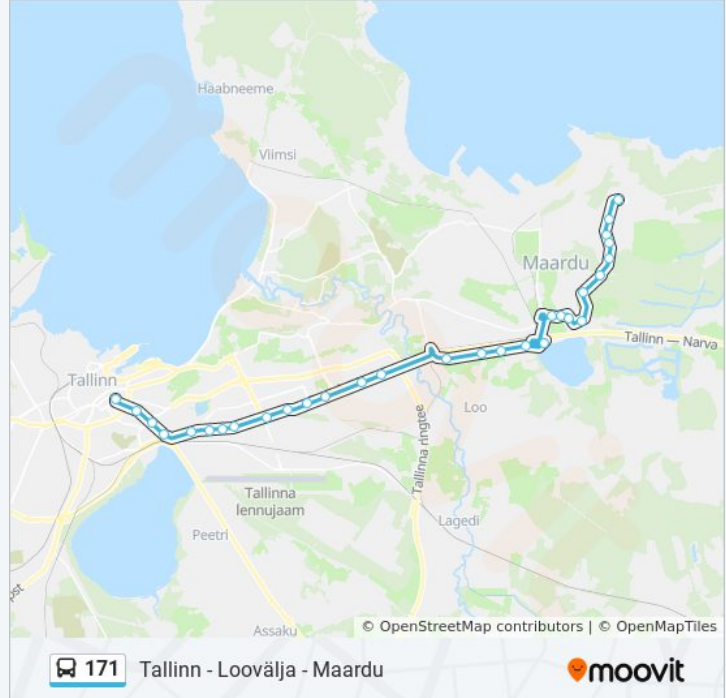 Haabneeme
Viimsi
Maardu
Tallinn — Narva
Tallinn
Loo
Tallinna ringtee
Tallinna
lennujaam
Lagedi
Peetri
Assaku
© OpenStreetMap contributors | © OpenMapTiles
171 Tallinn - Loovälja - Maardu
moovit